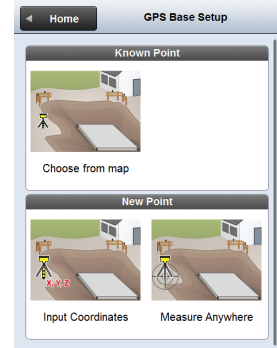 Home
GPS Base Setup
Known Point
Choose from map
New Point
X, Y, Z
Input Coordinates
Measure Anywhere